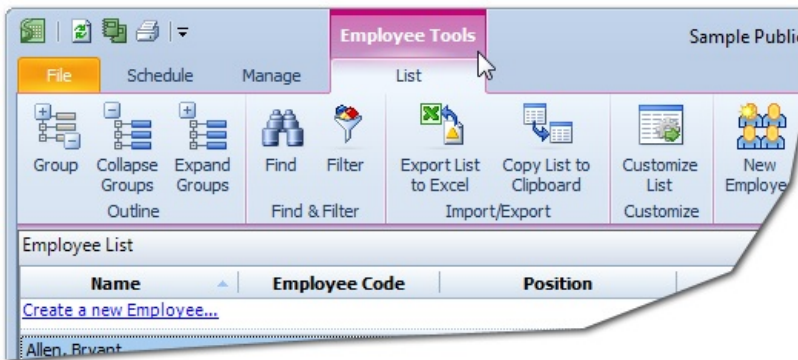 Employee Tools
Sample Public
File Schedule Manage List
Group Collapse Groups Expand Groups Find Filter Export List to Excel Copy List to Clipboard Customize List New
Outline Find & Filter Import/Export Customize
Employee List
Name Employee Code Position
Create a new Employee...
Allen, Bryant